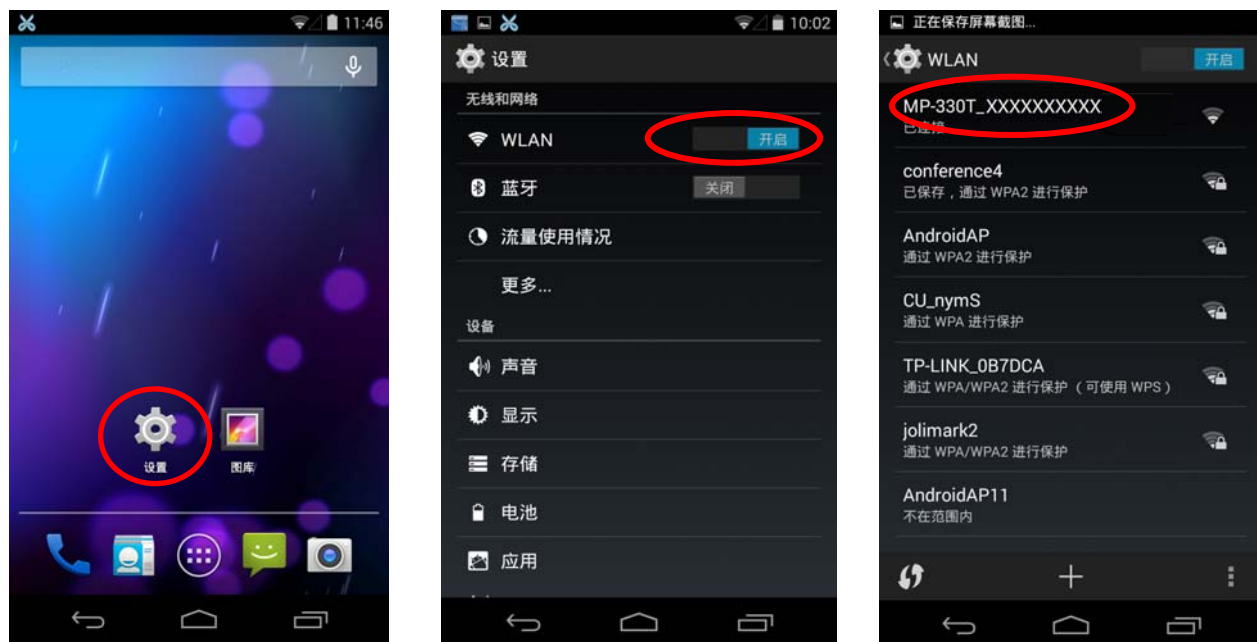 11:46
设置
图库
10:02
设置
无线和网络
WLAN 开启
蓝牙 关闭
流量使用情况
更多...
设备
声音
显示
存储
电池
应用
正在保存屏幕截图...
WLAN 开启
MP-330T_XXXXXXXXXX
已连接
conference4
已保存，通过 WPA2 进行保护
AndroidAP
通过 WPA2 进行保护
CU_nymS
通过 WPA 进行保护
TP-LINK_0B7DCA
通过 WPA/WPA2 进行保护 （可使用 WPS）
jolimark2
通过 WPA/WPA2 进行保护
AndroidAP11
不在范围内